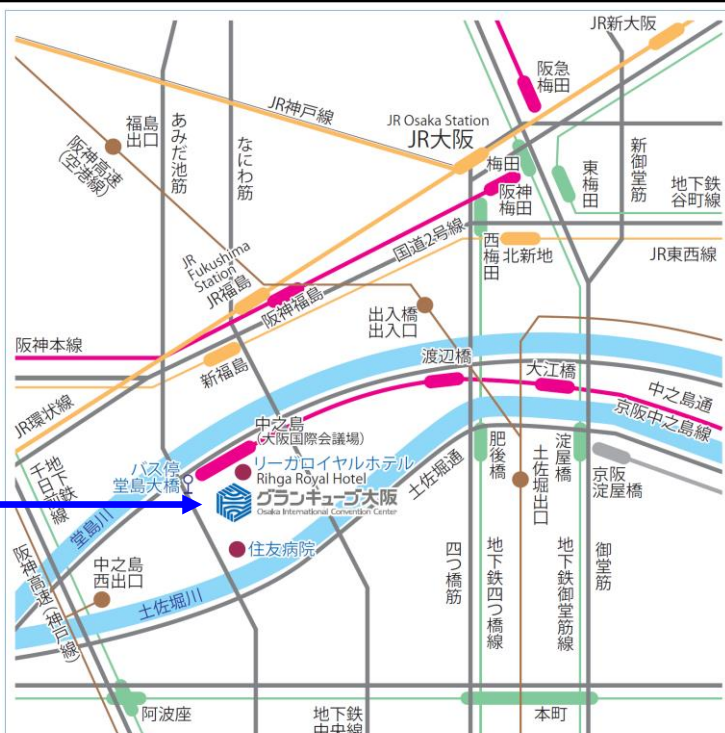 JR新大阪
阪急
梅田
JR神戸線
福島
出口
あみだ池筋
なにわ筋
JR Osaka Station
JR大阪
阪神高速
(空港線)
梅田
阪神
梅田
東梅田
新御堂筋
地下鉄
谷町線
国道2号線
西梅田
北新地
JR東西線
JR
Fukushima
Station
JR福島
阪神福島
出入橋
出入口
阪神本線
新福島
渡辺橋
大江橋
中之島通
京阪中之島線
JR環状線
中之島
(大阪国際会議場)
リーガロイヤルホテル
Rihga Royal Hotel
バス停
堂島大橋
グランキューブ大阪
Osaka International Convention Center
土佐堀通
肥後橋
土佐堀出口
淀屋橋
京阪
淀屋橋
地下鉄
千日前線
堂島川
住友病院
阪神高速(神戸線)
中之島
西出口
土佐堀川
四つ橋筋
地下鉄四つ橋線
地下鉄御堂筋線
御堂筋
阿波座
地下鉄
中央線
本町